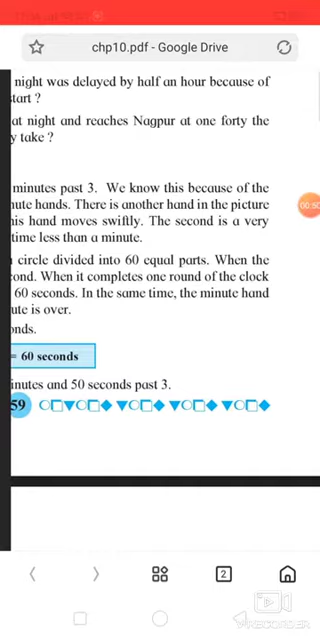 chp10.pdf - Google Drive
night was delayed by half an hour because of
start ?
at night and reaches Nagpur at one forty the
y take ?
minutes past 3. We know this because of the
nute hands. There is another hand in the picture
his hand moves swiftly. The second is a very
time less than a minute.
00:50
circle divided into 60 equal parts. When the
cond. When it completes one round of the clock
60 seconds. In the same time, the minute hand
ute is over.
onds.
= 60 seconds
inutes and 50 seconds past 3.
59
2
RECORDER